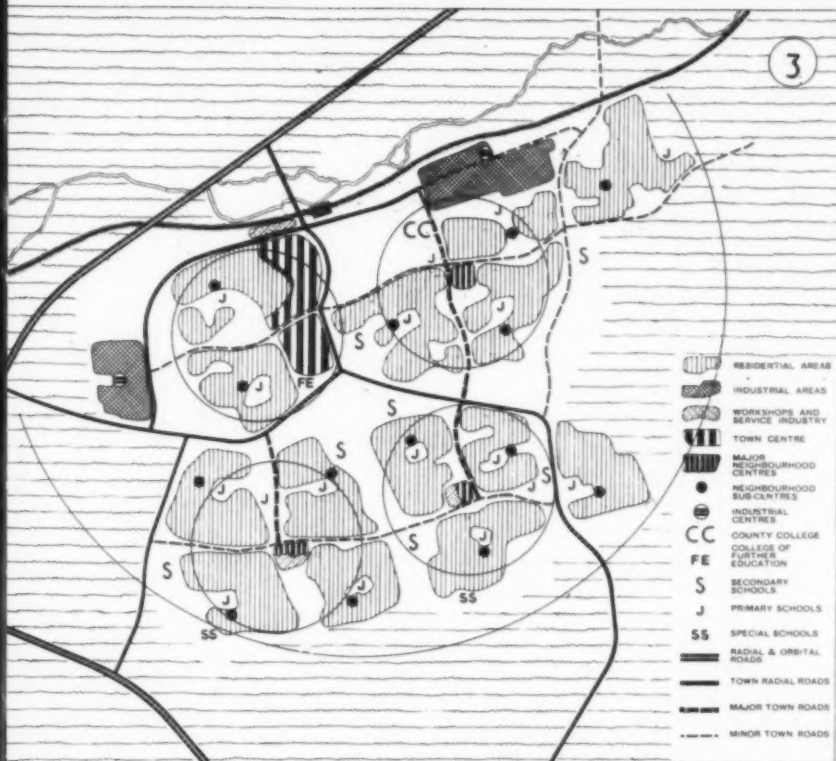 3
CC
J
J
S
J
J
J
S
J
J
FE
S
S
J
J
J
J
S
J
J
J
S
S
J
J
J
SS
SS
RESIDENTIAL AREAS
INDUSTRIAL AREAS
WORKSHOPS AND
SERVICE INDUSTRY
TOWN CENTRE
MAJOR
NEIGHBOURHOOD
CENTRES
NEIGHBOURHOOD
SUB-CENTRES
INDUSTRIAL
CENTRES
CC COUNTY COLLEGE
FE COLLEGE OF
FURTHER
EDUCATION
S SECONDARY
SCHOOLS
J PRIMARY SCHOOLS
SS SPECIAL SCHOOLS
RADIAL & ORBITAL
ROADS
TOWN RADIAL ROADS
MAJOR TOWN ROADS
MINOR TOWN ROADS